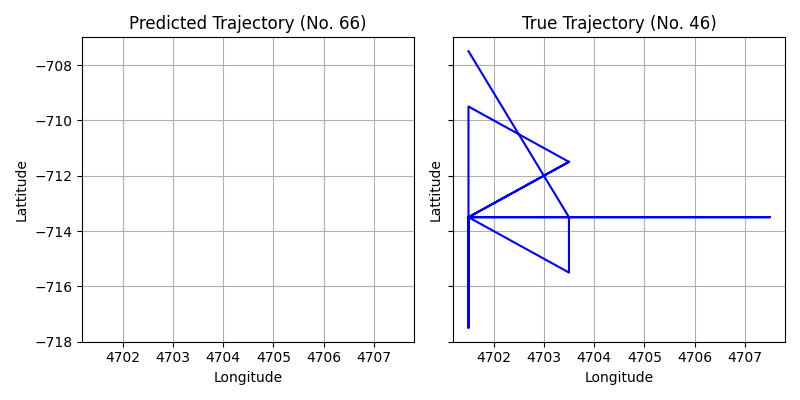 Predicted Trajectory (No. 66)
True Trajectory (No. 46)
Lattitude
−708
−710
−712
−714
−716
−718
4702 4703 4704 4705 4706 4707
Longitude
Lattitude
4702 4703 4704 4705 4706 4707
Longitude